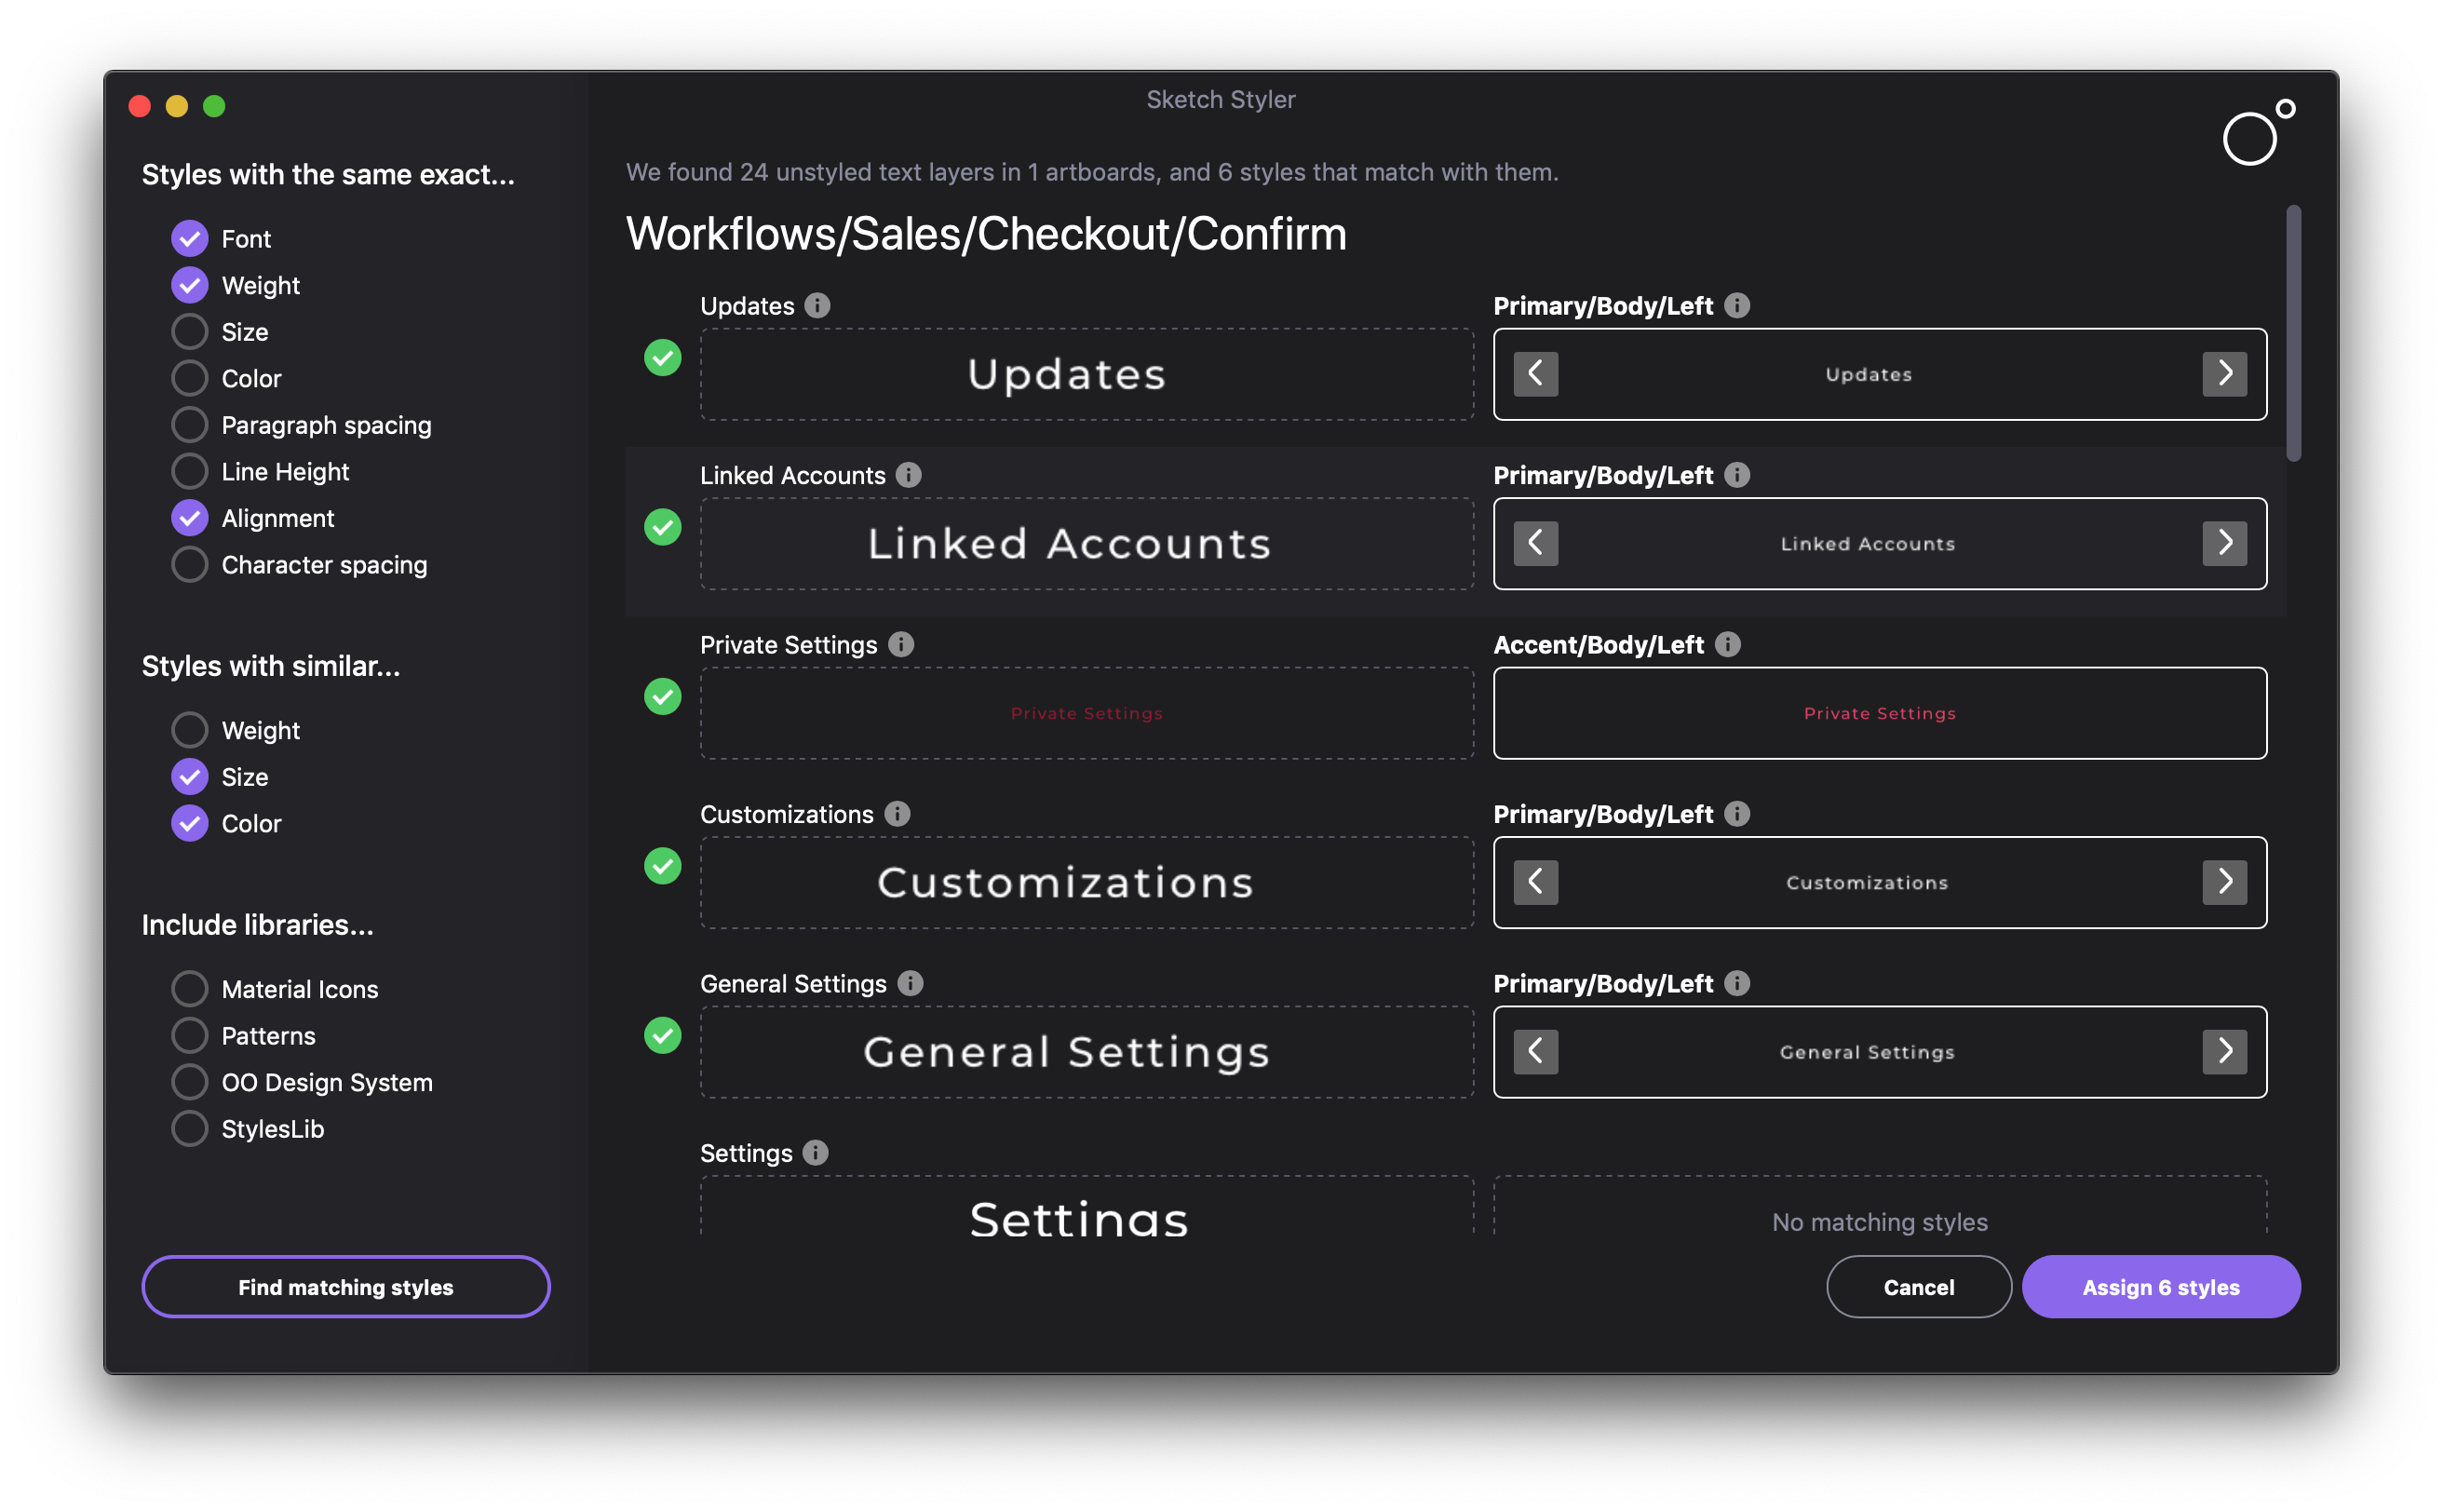 Sketch Styler
Styles with the same exact...
Font
Weight
Size
Color
Paragraph spacing
Line Height
Alignment
Character spacing
Styles with similar...
Weight
Size
Color
Include libraries...
Material Icons
Patterns
OO Design System
StylesLib
Find matching styles
We found 24 unstyled text layers in 1 artboards, and 6 styles that match with them.
Workflows/Sales/Checkout/Confirm
Updates
Primary/Body/Left
Updates
Updates
Linked Accounts
Primary/Body/Left
Linked Accounts
Linked Accounts
Private Settings
Accent/Body/Left
Private Settings
Private Settings
Customizations
Primary/Body/Left
Customizations
Customizations
General Settings
Primary/Body/Left
General Settings
General Settings
Settings
Settings
No matching styles
Cancel
Assign 6 styles